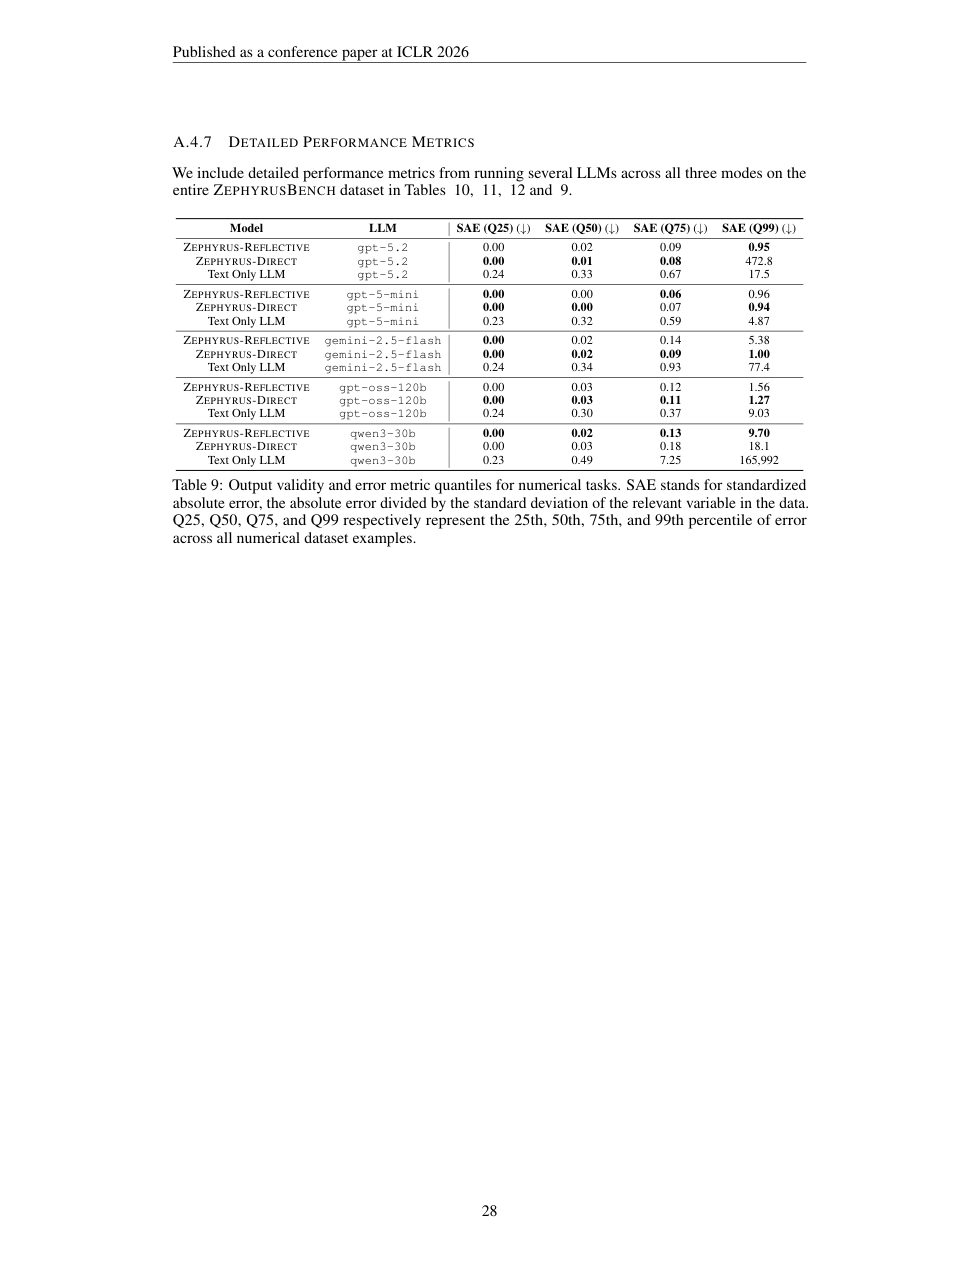 Published as a conference paper at ICLR 2026
A.4.7 DETAILED PERFORMANCE METRICS
We include detailed performance metrics from running several LLMs across all three modes on the
entire ZEPHYRUSBENCH dataset in Tables 10, 11, 12 and 9.
Model LLM SAE (Q25) (↓) SAE (Q50) (↓) SAE (Q75) (↓) SAE (Q99) (↓)
ZEPHYRUS-REFLECTIVE gpt-5.2 0.00 0.02 0.09 0.95
ZEPHYRUS-DIRECT gpt-5.2 0.00 0.01 0.08 472.8
Text Only LLM gpt-5.2 0.24 0.33 0.67 17.5
ZEPHYRUS-REFLECTIVE gpt-5-mini 0.00 0.00 0.06 0.96
ZEPHYRUS-DIRECT gpt-5-mini 0.00 0.00 0.07 0.94
Text Only LLM gpt-5-mini 0.23 0.32 0.59 4.87
ZEPHYRUS-REFLECTIVE gemini-2.5-flash 0.00 0.02 0.14 5.38
ZEPHYRUS-DIRECT gemini-2.5-flash 0.00 0.02 0.09 1.00
Text Only LLM gemini-2.5-flash 0.24 0.34 0.93 77.4
ZEPHYRUS-REFLECTIVE gpt-oss-120b 0.00 0.03 0.12 1.56
ZEPHYRUS-DIRECT gpt-oss-120b 0.00 0.03 0.11 1.27
Text Only LLM gpt-oss-120b 0.24 0.30 0.37 9.03
ZEPHYRUS-REFLECTIVE qwen3-30b 0.00 0.02 0.13 9.70
ZEPHYRUS-DIRECT qwen3-30b 0.00 0.03 0.18 18.1
Text Only LLM qwen3-30b 0.23 0.49 7.25 165,992
Table 9: Output validity and error metric quantiles for numerical tasks. SAE stands for standardized
absolute error, the absolute error divided by the standard deviation of the relevant variable in the data.
Q25, Q50, Q75, and Q99 respectively represent the 25th, 50th, 75th, and 99th percentile of error
across all numerical dataset examples.
28